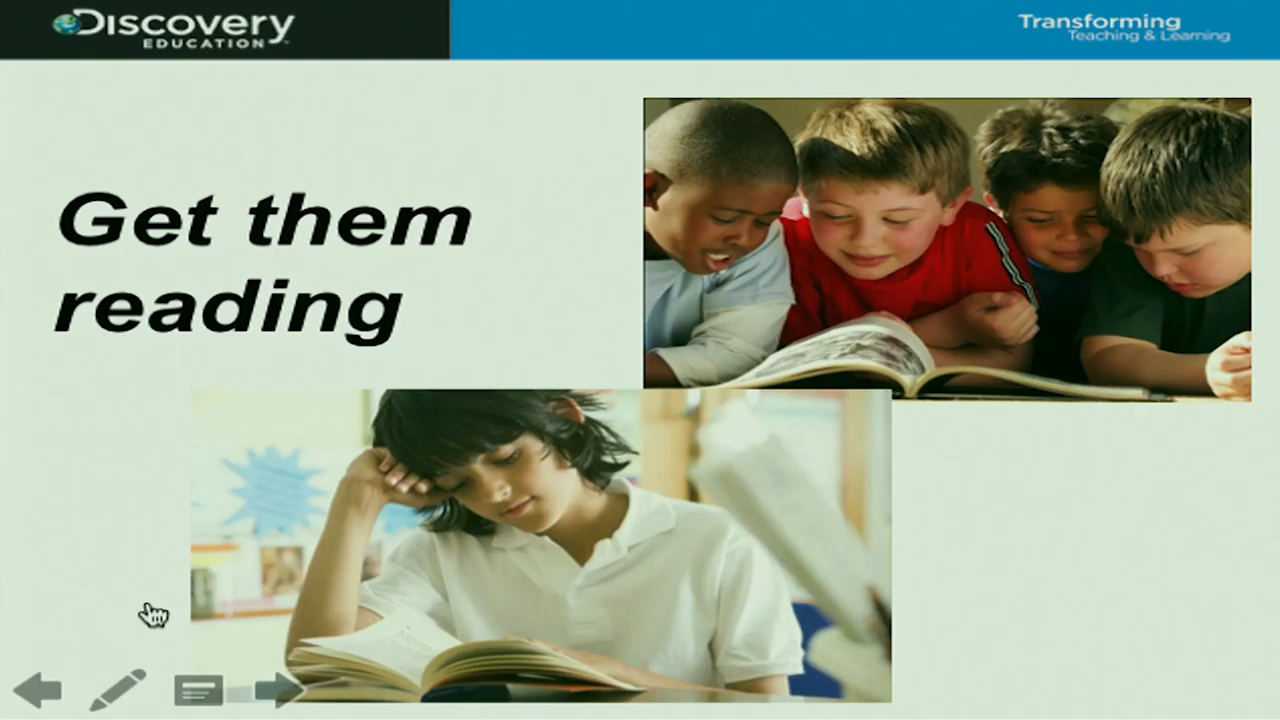 Discovery
EDUCATION
Transforming
Teaching & Learning
Get them
reading